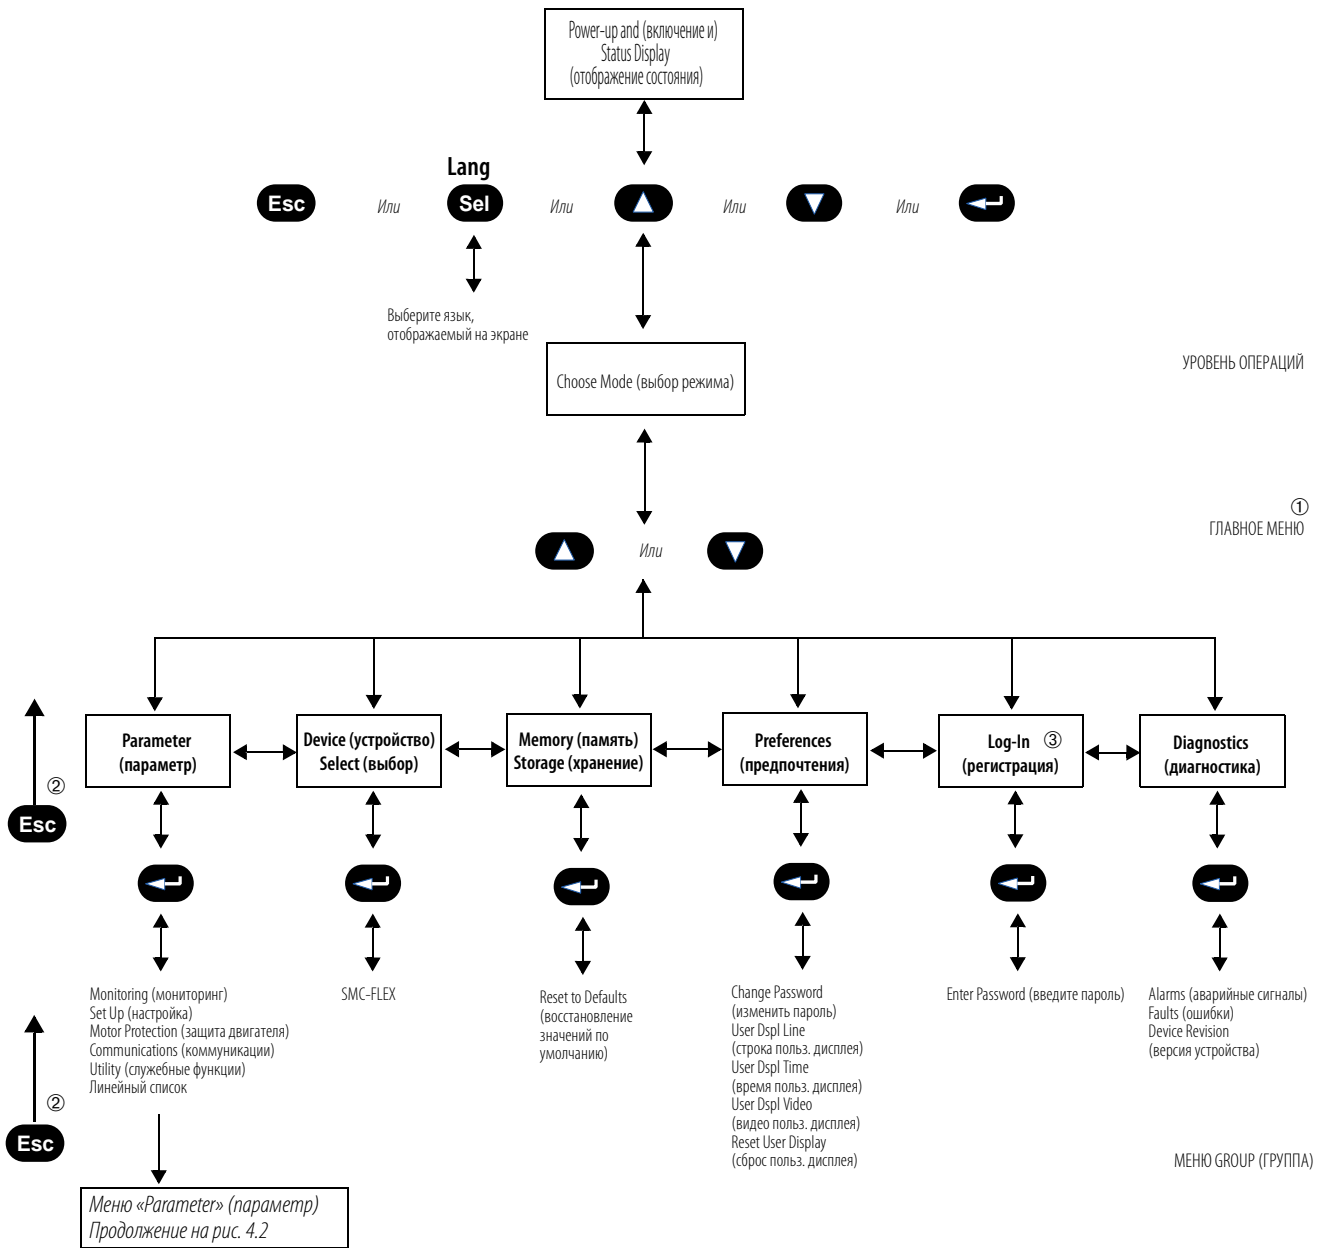 Power-up and (включение и)
Status Display
(отображение состояния)
Lang
Esc Или Sel Или Или Или
Выберите язык,
отображаемый на экране
Choose Mode (выбор режима)
УРОВЕНЬ ОПЕРАЦИЙ
①
ГЛАВНОЕ МЕНЮ
Или
Parameter
(параметр)
Device (устройство)
Select (выбор)
Memory (память)
Storage (хранение)
Preferences
(предпочтения)
Log-In ③
(регистрация)
Diagnostics
(диагностика)
②
Esc
Monitoring (мониторинг)
Set Up (настройка)
Motor Protection (защита двигателя)
Communications (коммуникации)
Utility (служебные функции)
Линейный список
SMC-FLEX
Reset to Defaults
(восстановление
значений по
умолчанию)
Change Password
(изменить пароль)
User Dspl Line
(строка польз. дисплея)
User Dspl Time
(время польз. дисплея)
User Dspl Video
(видео польз. дисплея)
Reset User Display
(сброс польз. дисплея)
Enter Password (введите пароль)
Alarms (аварийные сигналы)
Faults (ошибки)
Device Revision
(версия устройства)
②
Esc
МЕНЮ GROUP (ГРУППА)
Меню «Parameter» (параметр)
Продолжение на рис. 4.2